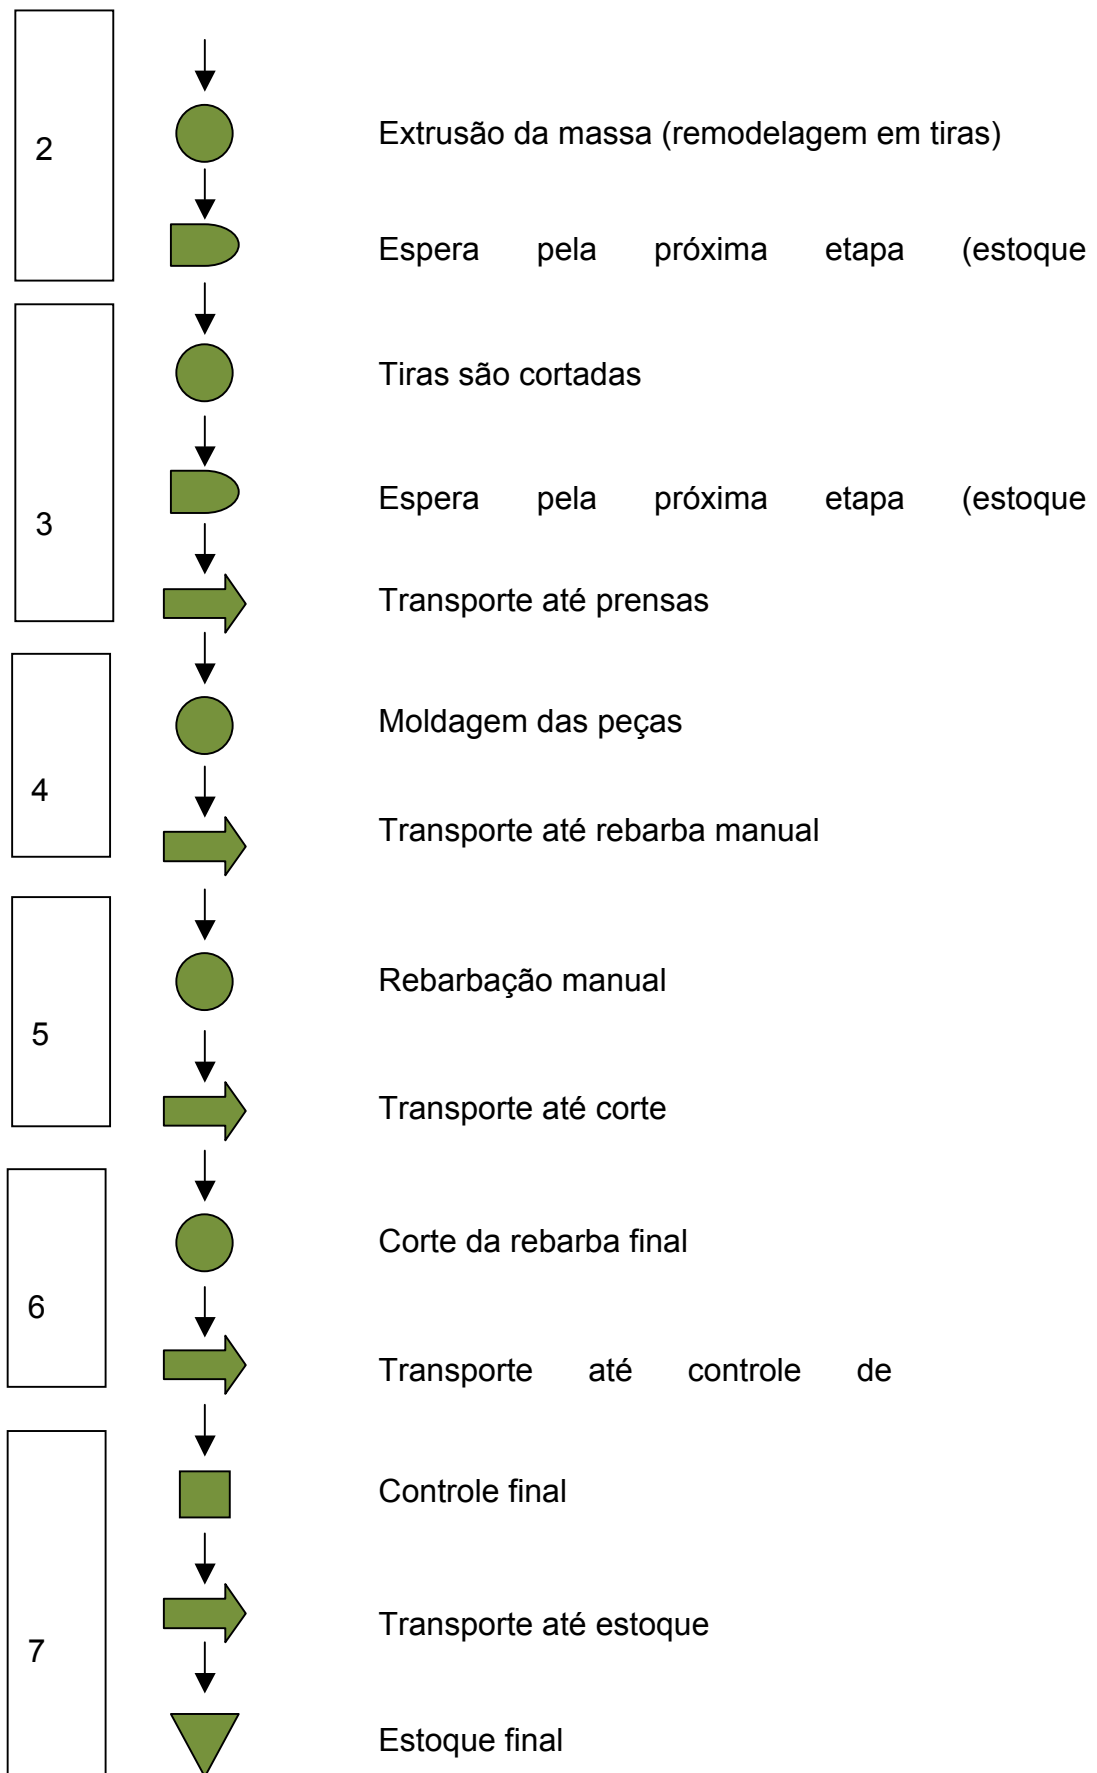 2
Extrusão da massa (remodelagem em tiras)
Espera pela próxima etapa (estoque
Tiras são cortadas
3
Espera pela próxima etapa (estoque
Transporte até prensas
4
Moldagem das peças
Transporte até rebarba manual
5
Rebarbação manual
Transporte até corte
6
Corte da rebarba final
Transporte até controle de
7
Controle final
Transporte até estoque
Estoque final